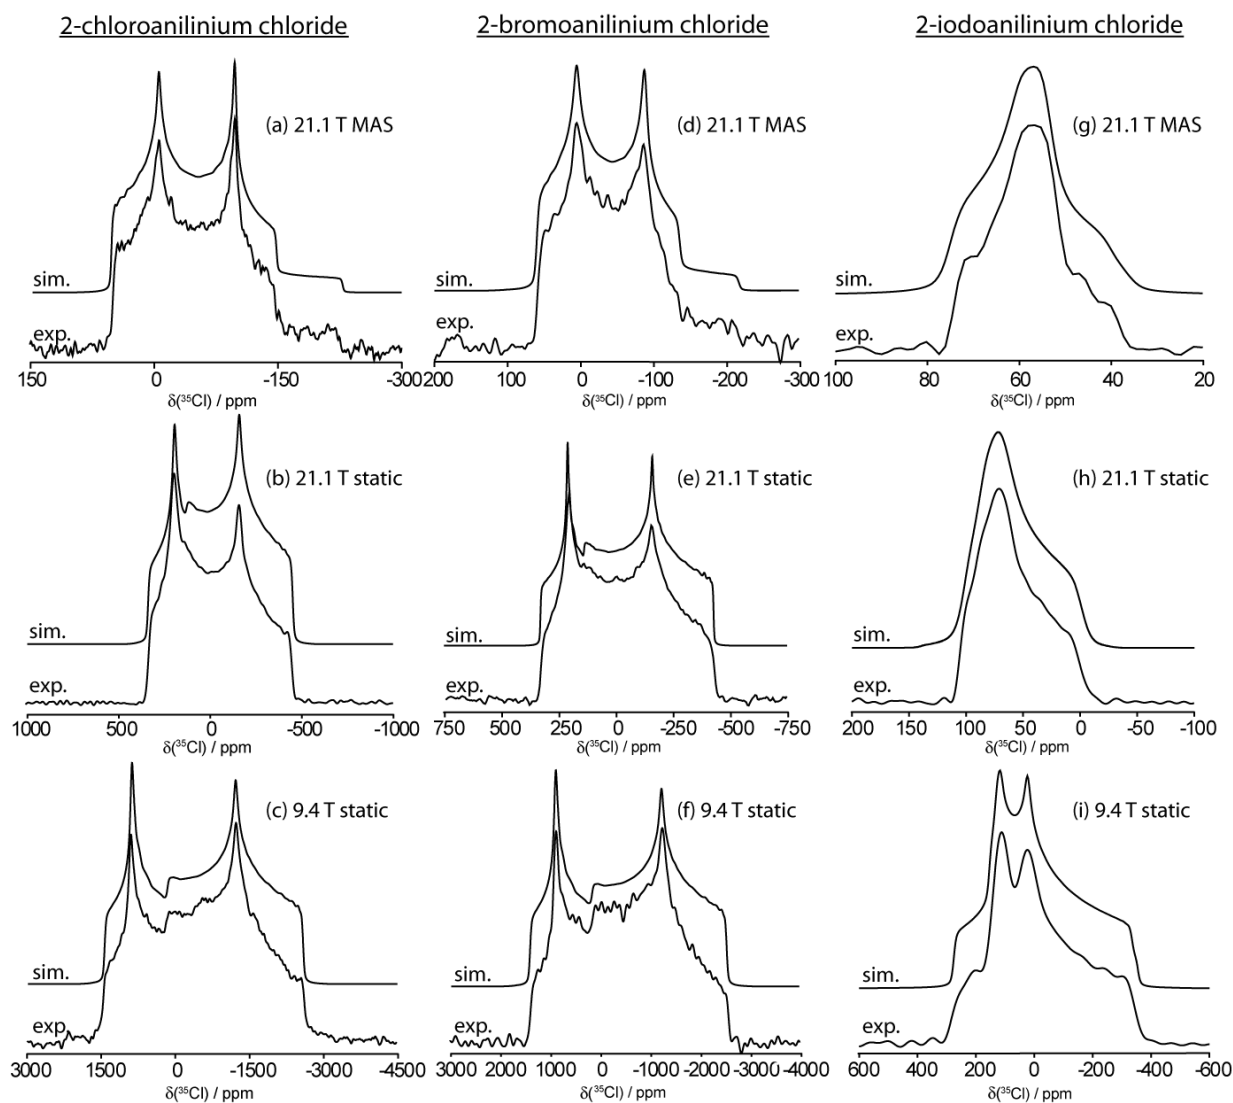 2-chloroanilinium chloride 2-bromoanilinium chloride 2-iodoanilinium chloride
(a) 21.1 T MAS (d) 21.1 T MAS (g) 21.1 T MAS
sim. sim. sim.
exp. exp. exp.
150 0 -150 -300 200 100 0 -100 -200 -300 100 80 60 40 20
δ(³⁵Cl) / ppm δ(³⁵Cl) / ppm δ(³⁵Cl) / ppm
(b) 21.1 T static (e) 21.1 T static (h) 21.1 T static
sim. sim. sim.
exp. exp. exp.
1000 500 0 -500 -1000 750 500 250 0 -250 -500 -750 200 150 100 50 0 -50 -100
δ(³⁵Cl) / ppm δ(³⁵Cl) / ppm δ(³⁵Cl) / ppm
(c) 9.4 T static (f) 9.4 T static (i) 9.4 T static
sim. sim. sim.
exp. exp. exp.
3000 1500 0 -1500 -3000 -4500 3000 2000 1000 0 -1000 -2000 -3000 -4000 600 400 200 0 -200 -400 -600
δ(³⁵Cl) / ppm δ(³⁵Cl) / ppm δ(³⁵Cl) / ppm